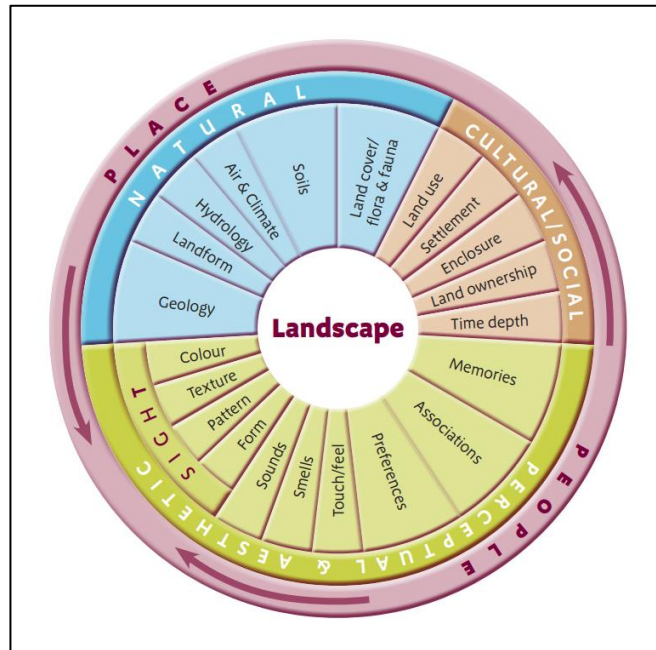 PLACE
NATURAL
CULTURAL/SOCIAL
Geology
Landform
Hydrology
Air & Climate
Soils
Land cover/
flora & fauna
Land use
Settlement
Enclosure
Land ownership
Time depth
Landscape
Memories
Associations
Preferences
Touch/feel
Smells
Sounds
Form
Pattern
Texture
Colour
SIGHT
PERCEPTUAL & AESTHETIC
PEOPLE